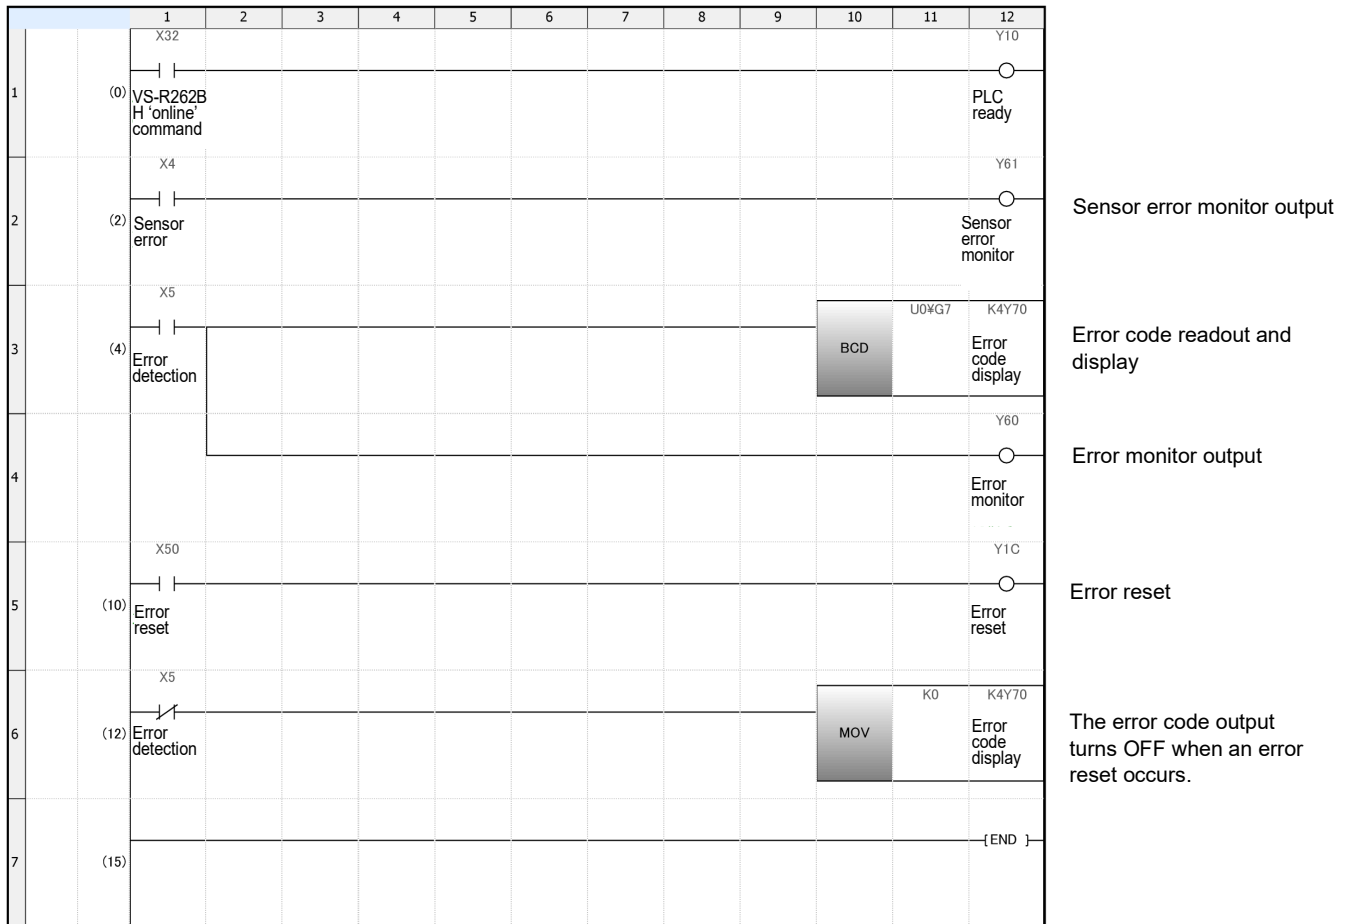 1 2 3 4 5 6 7 8 9 10 11 12
X32 Y10
1 (0) VS-R262B
H ‘online’
command
PLC
ready
X4 Y61
2 (2) Sensor
error
Sensor
error
monitor
Sensor error monitor output
X5 U0¥G7 K4Y70
3 (4) Error
detection
BCD
Error
code
display
Error code readout and
display
Y60
4
Error
monitor
Error monitor output
X50 Y1C
5 (10) Error
reset
Error
reset
Error reset
X5 K0 K4Y70
6 (12) Error
detection
MOV
Error
code
display
The error code output
turns OFF when an error
reset occurs.
[END ]
7 (15)